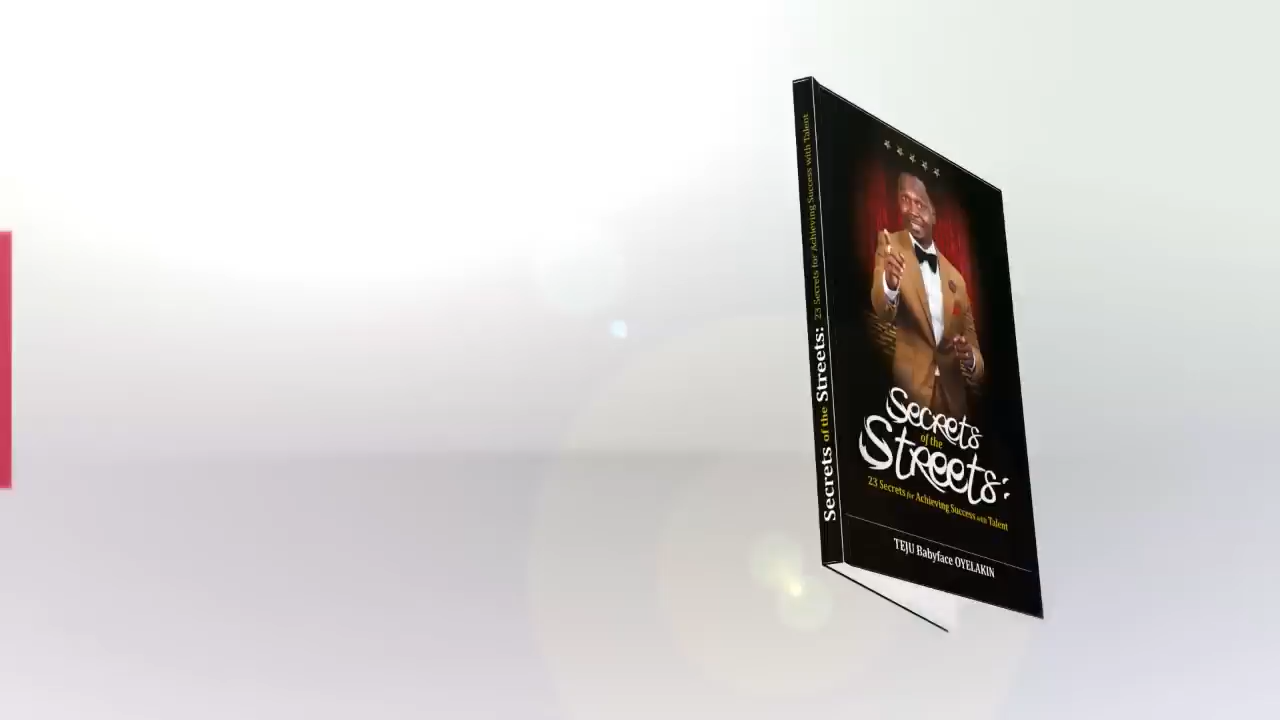 Secrets of the Streets: 23 Secrets for Achieving Success with Talent
Secrets
of the
Streets:
23 Secrets for Achieving Success with Talent
TEJU Babyface OYELAKIN